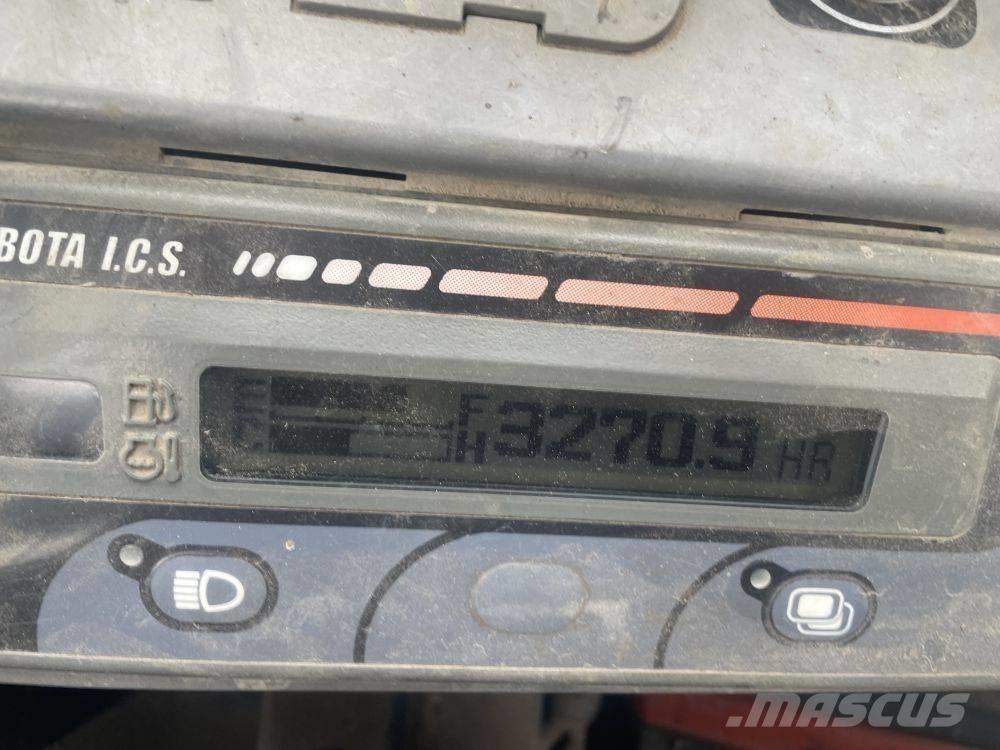 BOTA I.C.S.
E F 3270.9 HR
C H
MASCUS